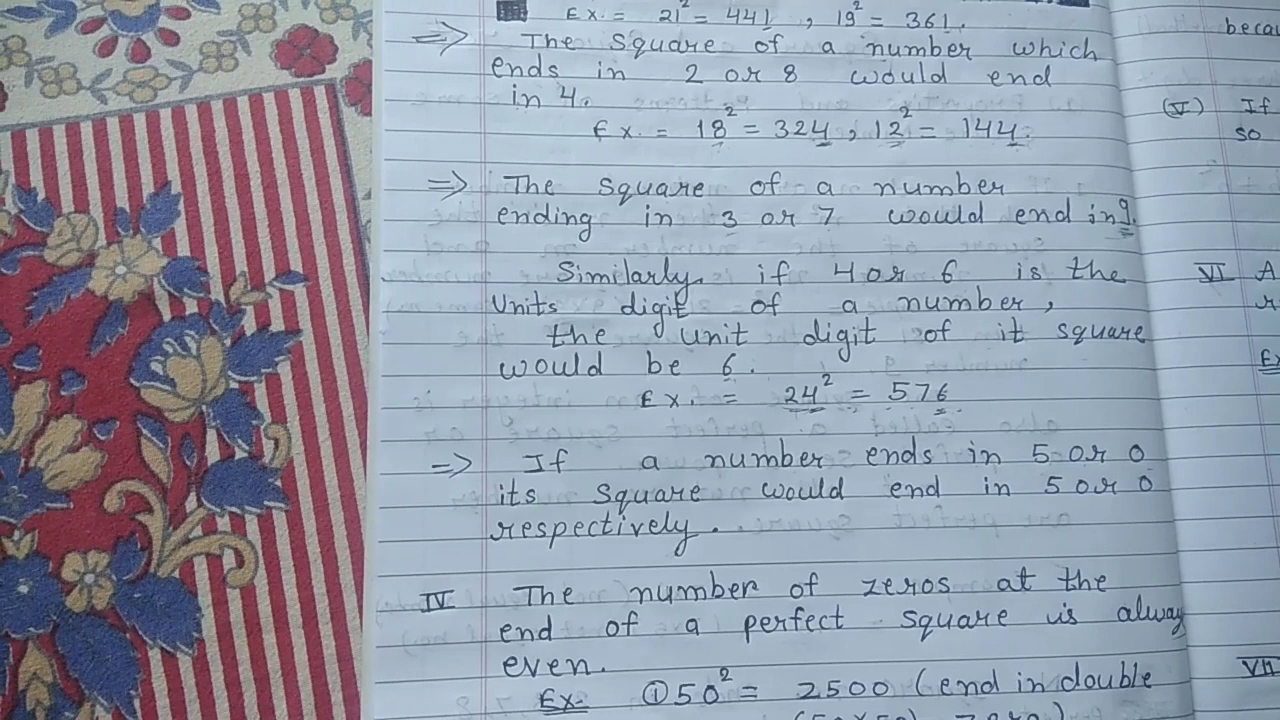 Ex. = 21² = 441 , 19² = 361.
⇒ The square of a number which
ends in 2 or 8 would end
in 4.
Ex. = 18² = 324 , 12² = 144.
⇒ The square of a number
ending in 3 or 7 would end in 9.
Similarly, if 4 or 6 is the
Units digit of a number,
the unit digit of it square
would be 6.
Ex. = 24² = 576
⇒ If a number ends in 5 or 0
its square would end in 5 or 0
respectively.
IV The number of zeros at the
end of a perfect square is alway
even.
Ex- ① 50² = 2500 (end in double
(50×50) zero)
becau
(V) If
so
VI A
Ex
VII